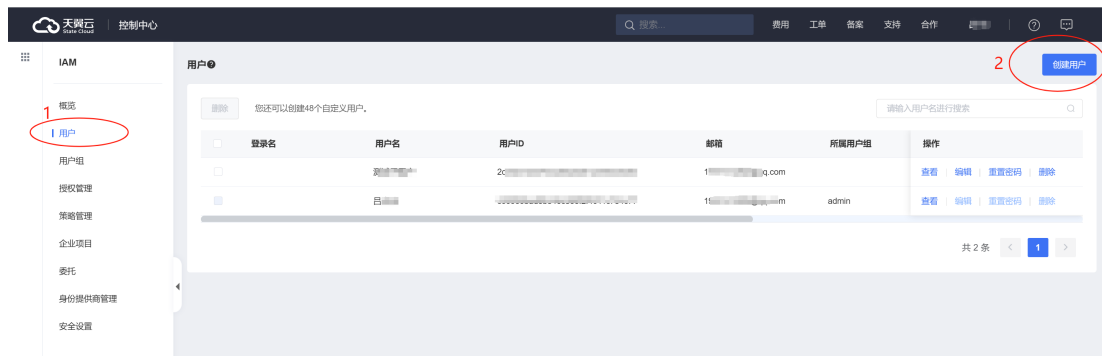 天翼云 State Cloud 控制中心 搜索... 费用 工单 备案 支持 合作
IAM
用户
2
创建用户
概览
1
用户
用户组
授权管理
策略管理
企业项目
委托
身份提供商管理
安全设置
删除 您还可以创建48个自定义用户。 请输入用户名进行搜索
登录名 用户名 用户ID 邮箱 所属用户组 操作
q.com 查看 编辑 重置密码 删除
吕 admin 查看 编辑 重置密码 删除
共 2 条 < 1 >